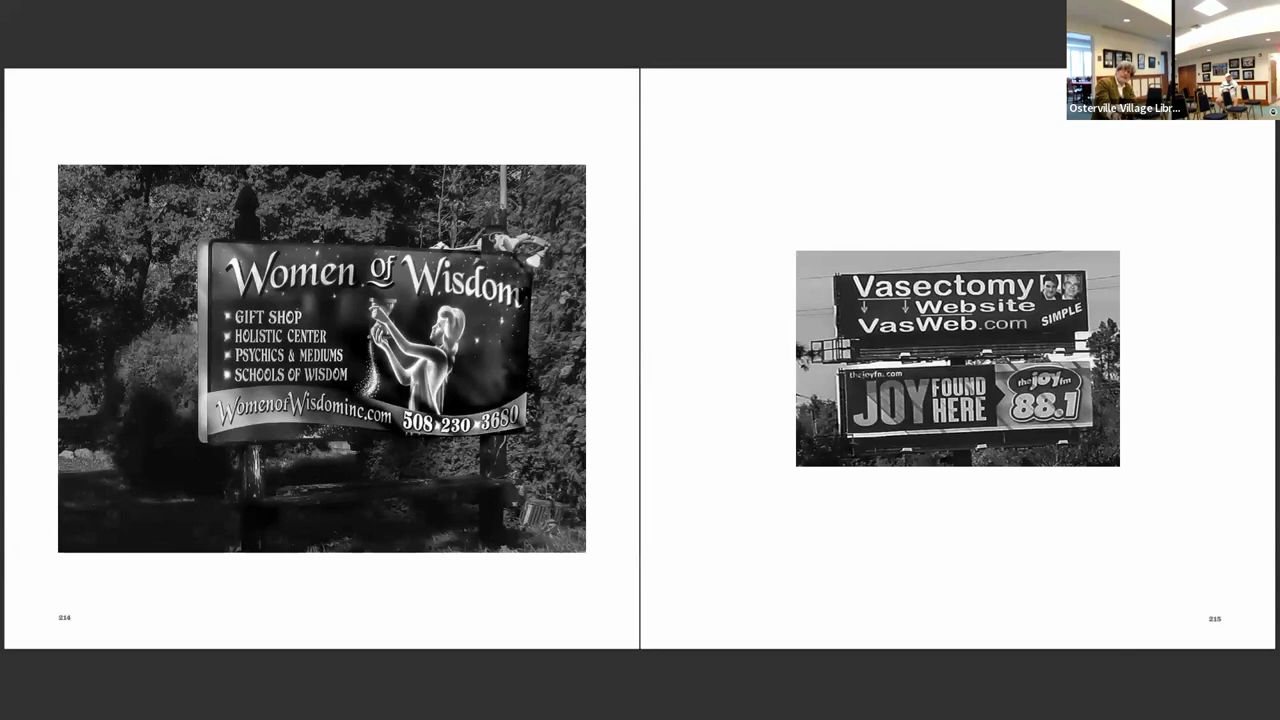 Osterville Village Libr...
Women of Wisdom
GIFT SHOP
HOLISTIC CENTER
PSYCHICS & MEDIUMS
SCHOOLS OF WISDOM
WomenofWisdominc.com
508·230·3680
214
Vasectomy
Website
VasWeb.com
SIMPLE
thejoyfm.com
JOY FOUND HERE
the joy fm
88.1
215